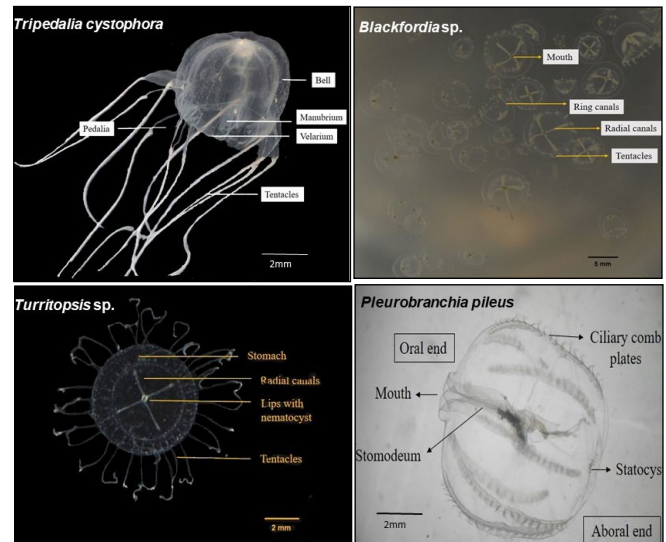 Tripedalia cystophora
Bell
Manubrium
Velarium
Pedalia
Tentacles
2mm
Blackfordia sp.
Mouth
Ring canals
Radial canals
Tentacles
5 mm
Turritopsis sp.
Stomach
Radial canals
Lips with
nematocyst
Tentacles
2 mm
Pleurobranchia pileus
Oral end
Ciliary comb
plates
Mouth
Stomodeum
Statocys
2mm
Aboral end